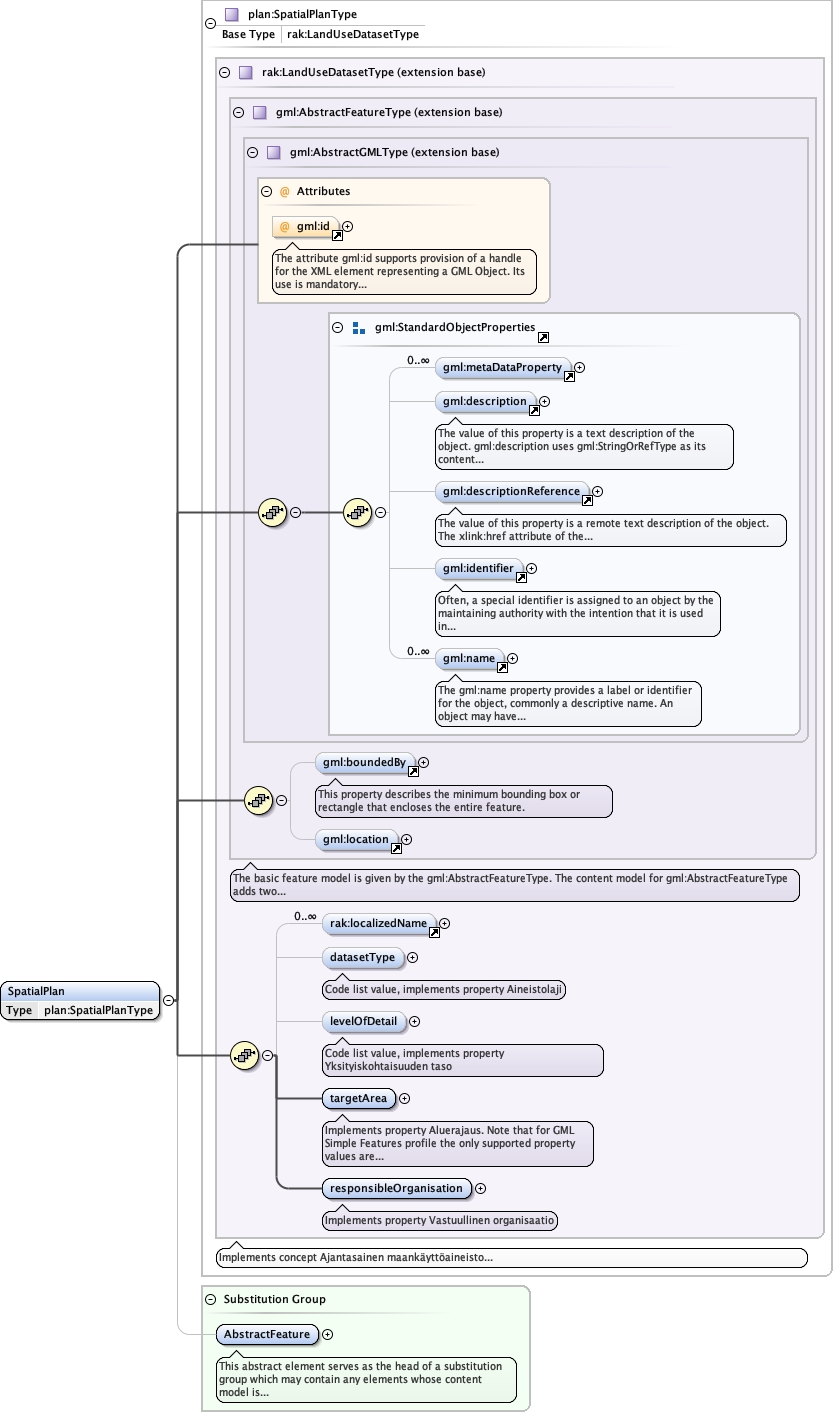 plan:SpatialPlanType
Base Type rak:LandUseDatasetType
rak:LandUseDatasetType (extension base)
gml:AbstractFeatureType (extension base)
gml:AbstractGMLType (extension base)
@ Attributes
@ gml:id
The attribute gml:id supports provision of a handle
for the XML element representing a GML Object. Its
use is mandatory...
gml:StandardObjectProperties
0..∞
gml:metaDataProperty
gml:description
The value of this property is a text description of the
object. gml:description uses gml:StringOrRefType as its
content...
gml:descriptionReference
The value of this property is a remote text description of the object.
The xlink:href attribute of the...
gml:identifier
Often, a special identifier is assigned to an object by the
maintaining authority with the intention that it is used
in...
0..∞
gml:name
The gml:name property provides a label or identifier
for the object, commonly a descriptive name. An
object may have...
gml:boundedBy
This property describes the minimum bounding box or
rectangle that encloses the entire feature.
gml:location
The basic feature model is given by the gml:AbstractFeatureType. The content model for gml:AbstractFeatureType
adds two...
0..∞
rak:localizedName
datasetType
Code list value, implements property Aineistolaji
SpatialPlan
Type plan:SpatialPlanType
levelOfDetail
Code list value, implements property
Yksityiskohtaisuuden taso
targetArea
Implements property Aluerajaus. Note that for GML
Simple Features profile the only supported property
values are...
responsibleOrganisation
Implements property Vastuullinen organisaatio
Implements concept Ajantasainen maankäyttöaineisto...
Substitution Group
AbstractFeature
This abstract element serves as the head of a substitution
group which may contain any elements whose content
model is...